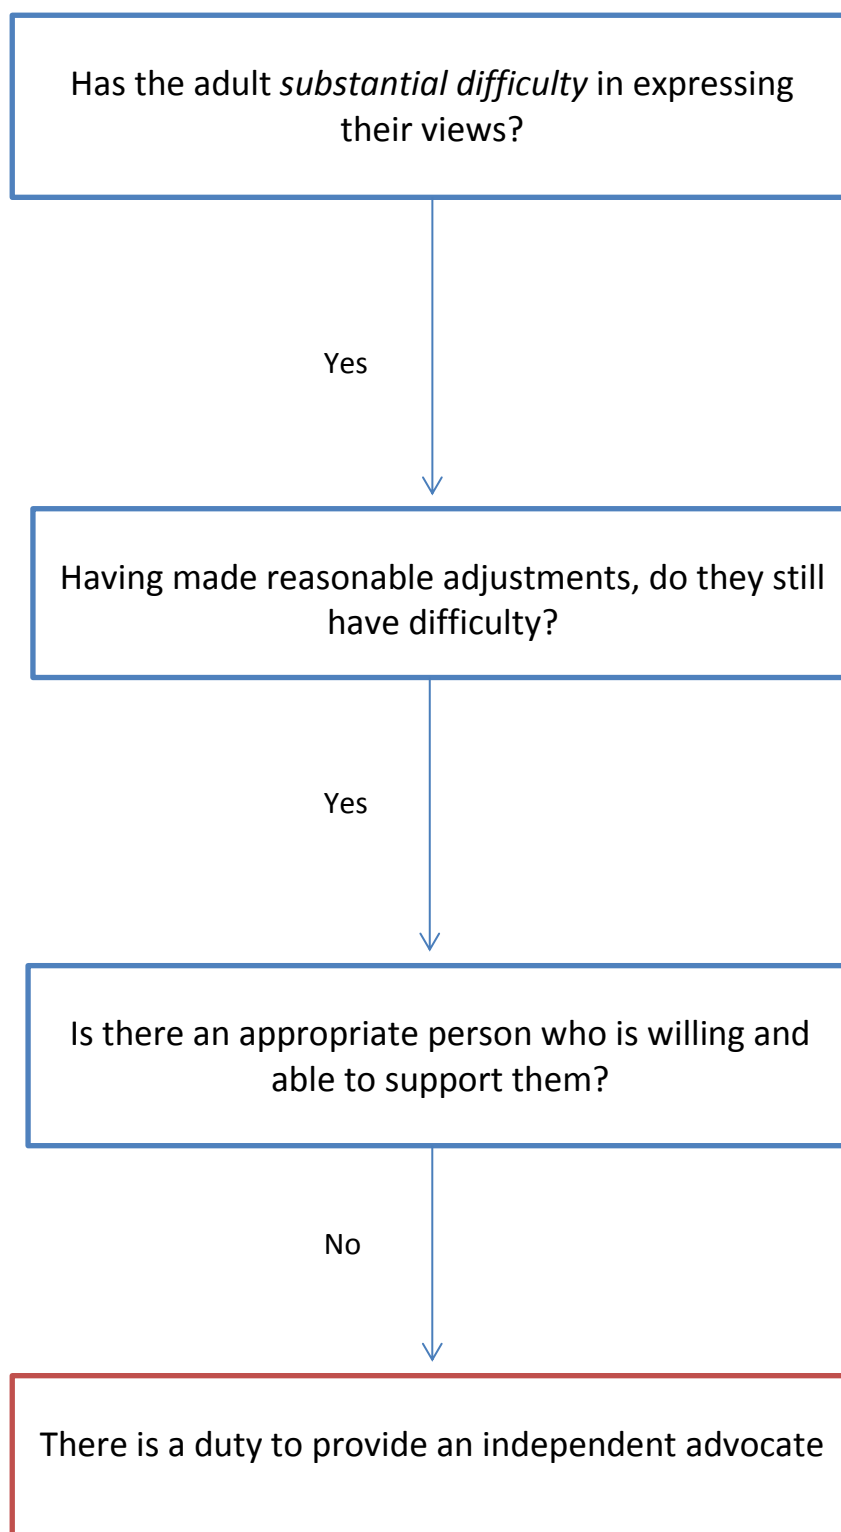 Has the adult substantial difficulty in expressing
their views?
Yes
Having made reasonable adjustments, do they still
have difficulty?
Yes
Is there an appropriate person who is willing and
able to support them?
No
There is a duty to provide an independent advocate